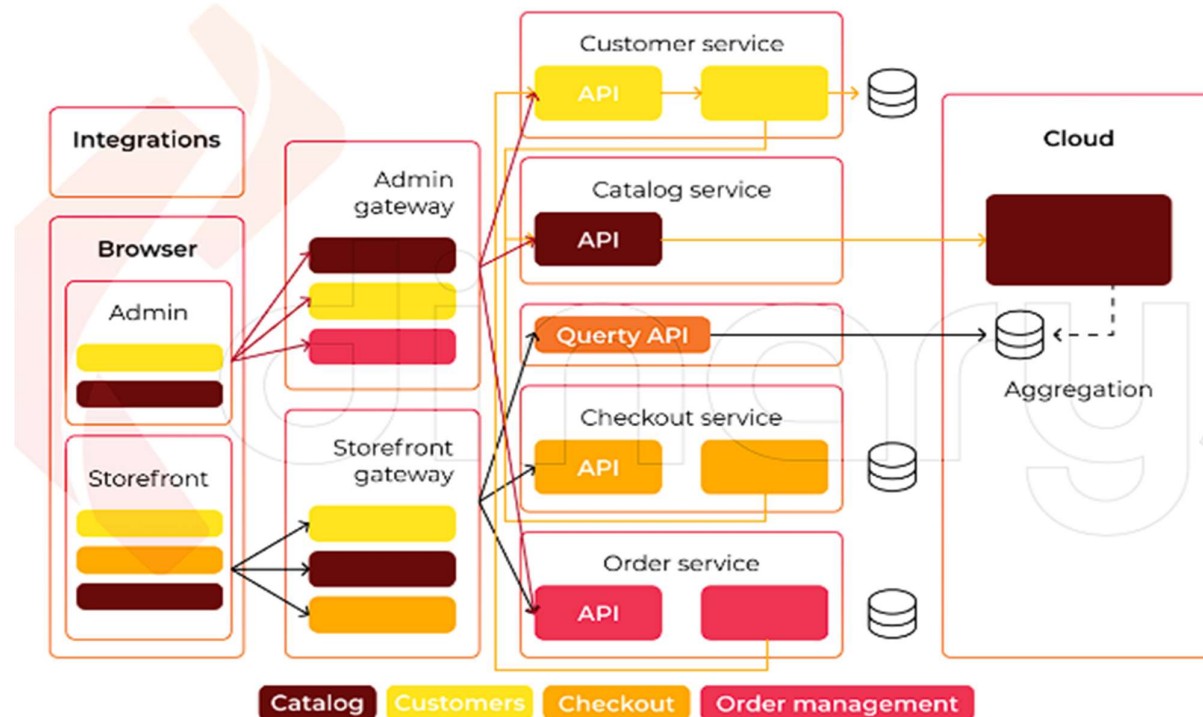 Customer service
API
Integrations
Cloud
Admin
gateway
Catalog service
API
Browser
Admin
Querty API
Aggregation
Checkout service
API
Storefront
gateway
Storefront
Order service
API
dinarys
Catalog
Customers
Checkout
Order management